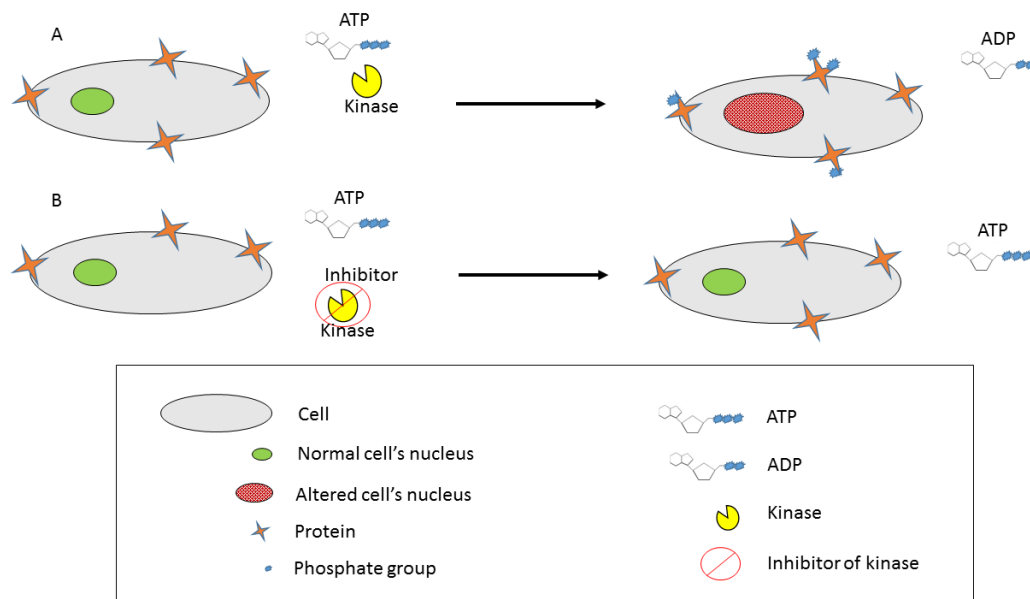 A
ATP
Kinase
ADP
B
ATP
Inhibitor
Kinase
ATP
Cell
Normal cell's nucleus
Altered cell's nucleus
Protein
Phosphate group
ATP
ADP
Kinase
Inhibitor of kinase